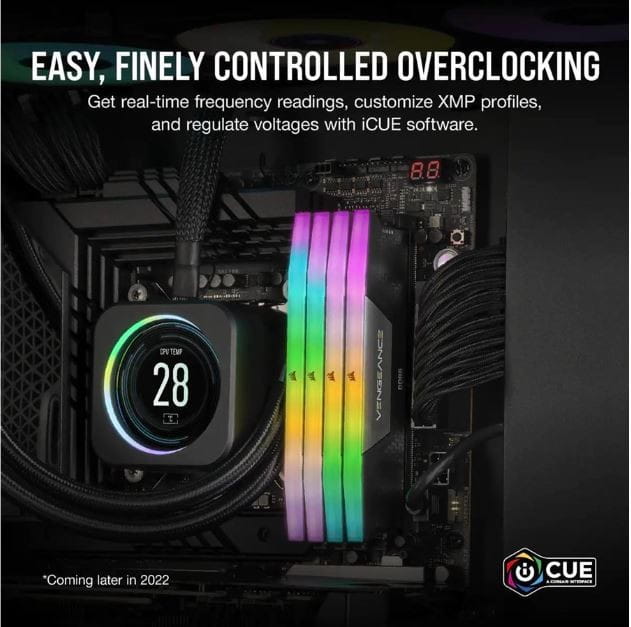 EASY, FINELY CONTROLLED OVERCLOCKING
Get real-time frequency readings, customize XMP profiles,
and regulate voltages with iCUE software.
CPU TEMP
28
VENGEANCE
DDR5
*Coming later in 2022
iCUE
A CORSAIR INTERFACE